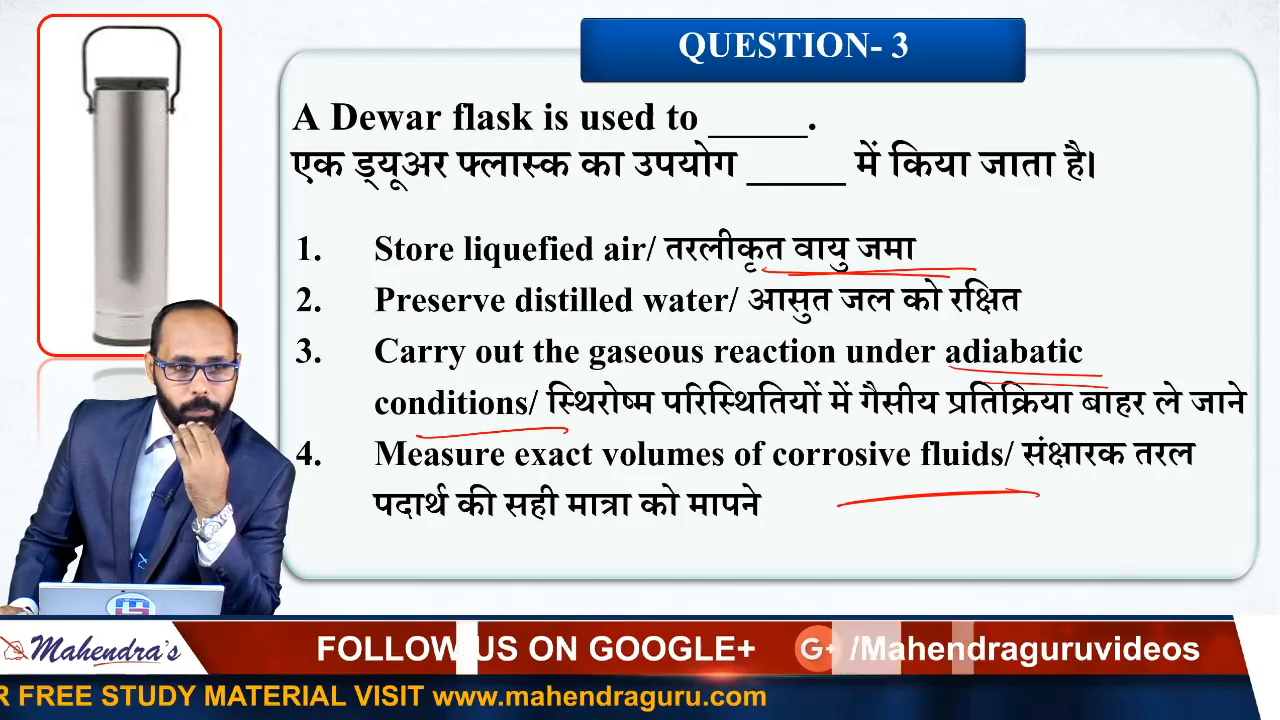 QUESTION- 3
A Dewar flask is used to _____.
एक ड्यूअर फ्लास्क का उपयोग _____ में किया जाता है।
1. Store liquefied air/ तरलीकृत वायु जमा
2. Preserve distilled water/ आसुत जल को रक्षित
3. Carry out the gaseous reaction under adiabatic
conditions/ स्थिरोष्म परिस्थितियों में गैसीय प्रतिक्रिया बाहर ले जाने
4. Measure exact volumes of corrosive fluids/ संक्षारक तरल
पदार्थ की सही मात्रा को मापने
Mahendra's
FOLLOW US ON GOOGLE+ G+ /Mahendraguruvideos
R FREE STUDY MATERIAL VISIT www.mahendraguru.com